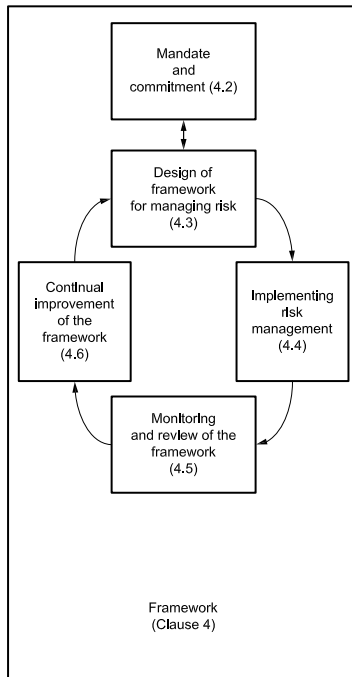 Mandate
and
commitment (4.2)
Design of
framework
for managing risk
(4.3)
Continual
improvement
of the
framework
(4.6)
Implementing
risk
management
(4.4)
Monitoring
and review of the
framework
(4.5)
Framework
(Clause 4)